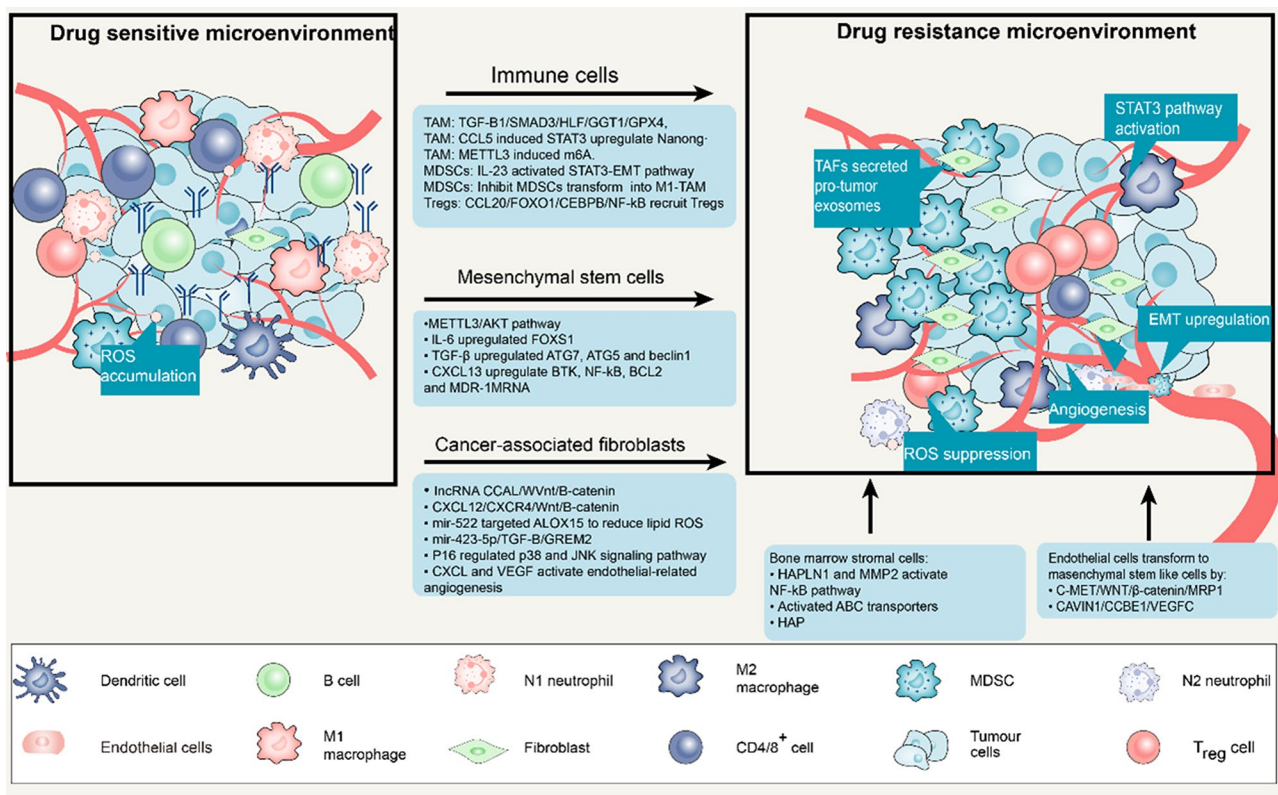 Drug sensitive microenvironment
ROS
accumulation
Immune cells
TAM: TGF-B1/SMAD3/HLF/GGT1/GPX4,
TAM: CCL5 induced STAT3 upregulate Nanong·
TAM: METTL3 induced m6A.
MDSCs: IL-23 activated STAT3-EMT pathway
MDSCs: Inhibit MDSCs transform into M1-TAM
Tregs: CCL20/FOXO1/CEBPB/NF-kB recruit Tregs
Mesenchymal stem cells
•METTL3/AKT pathway
• IL-6 upregulated FOXS1
• TGF-β upregulated ATG7, ATG5 and beclin1
• CXCL13 upregulate BTK, NF-kB, BCL2
and MDR-1MRNA
Cancer-associated fibroblasts
• lncRNA CCAL/WVnt/B-catenin
• CXCL12/CXCR4/Wnt/B-catenin
• mir-522 targeted ALOX15 to reduce lipid ROS
• mir-423-5p/TGF-B/GREM2
• P16 regulated p38 and JNK signaling pathway
• CXCL and VEGF activate endothelial-related
angiogenesis
Drug resistance microenvironment
STAT3 pathway
activation
TAFs secreted
pro-tumor
exosomes
EMT upregulation
Angiogenesis
ROS suppression
Bone marrow stromal cells:
• HAPLN1 and MMP2 activate
NF-kB pathway
• Activated ABC transporters
• HAP
Endothelial cells transform to
masenchymal stem like cells by:
• C-MET/WNT/β-catenin/MRP1
• CAVIN1/CCBE1/VEGFC
Dendritic cell
B cell
N1 neutrophil
M2
macrophage
MDSC
N2 neutrophil
Endothelial cells
M1
macrophage
Fibroblast
CD4/8+ cell
Tumour
cells
Treg cell